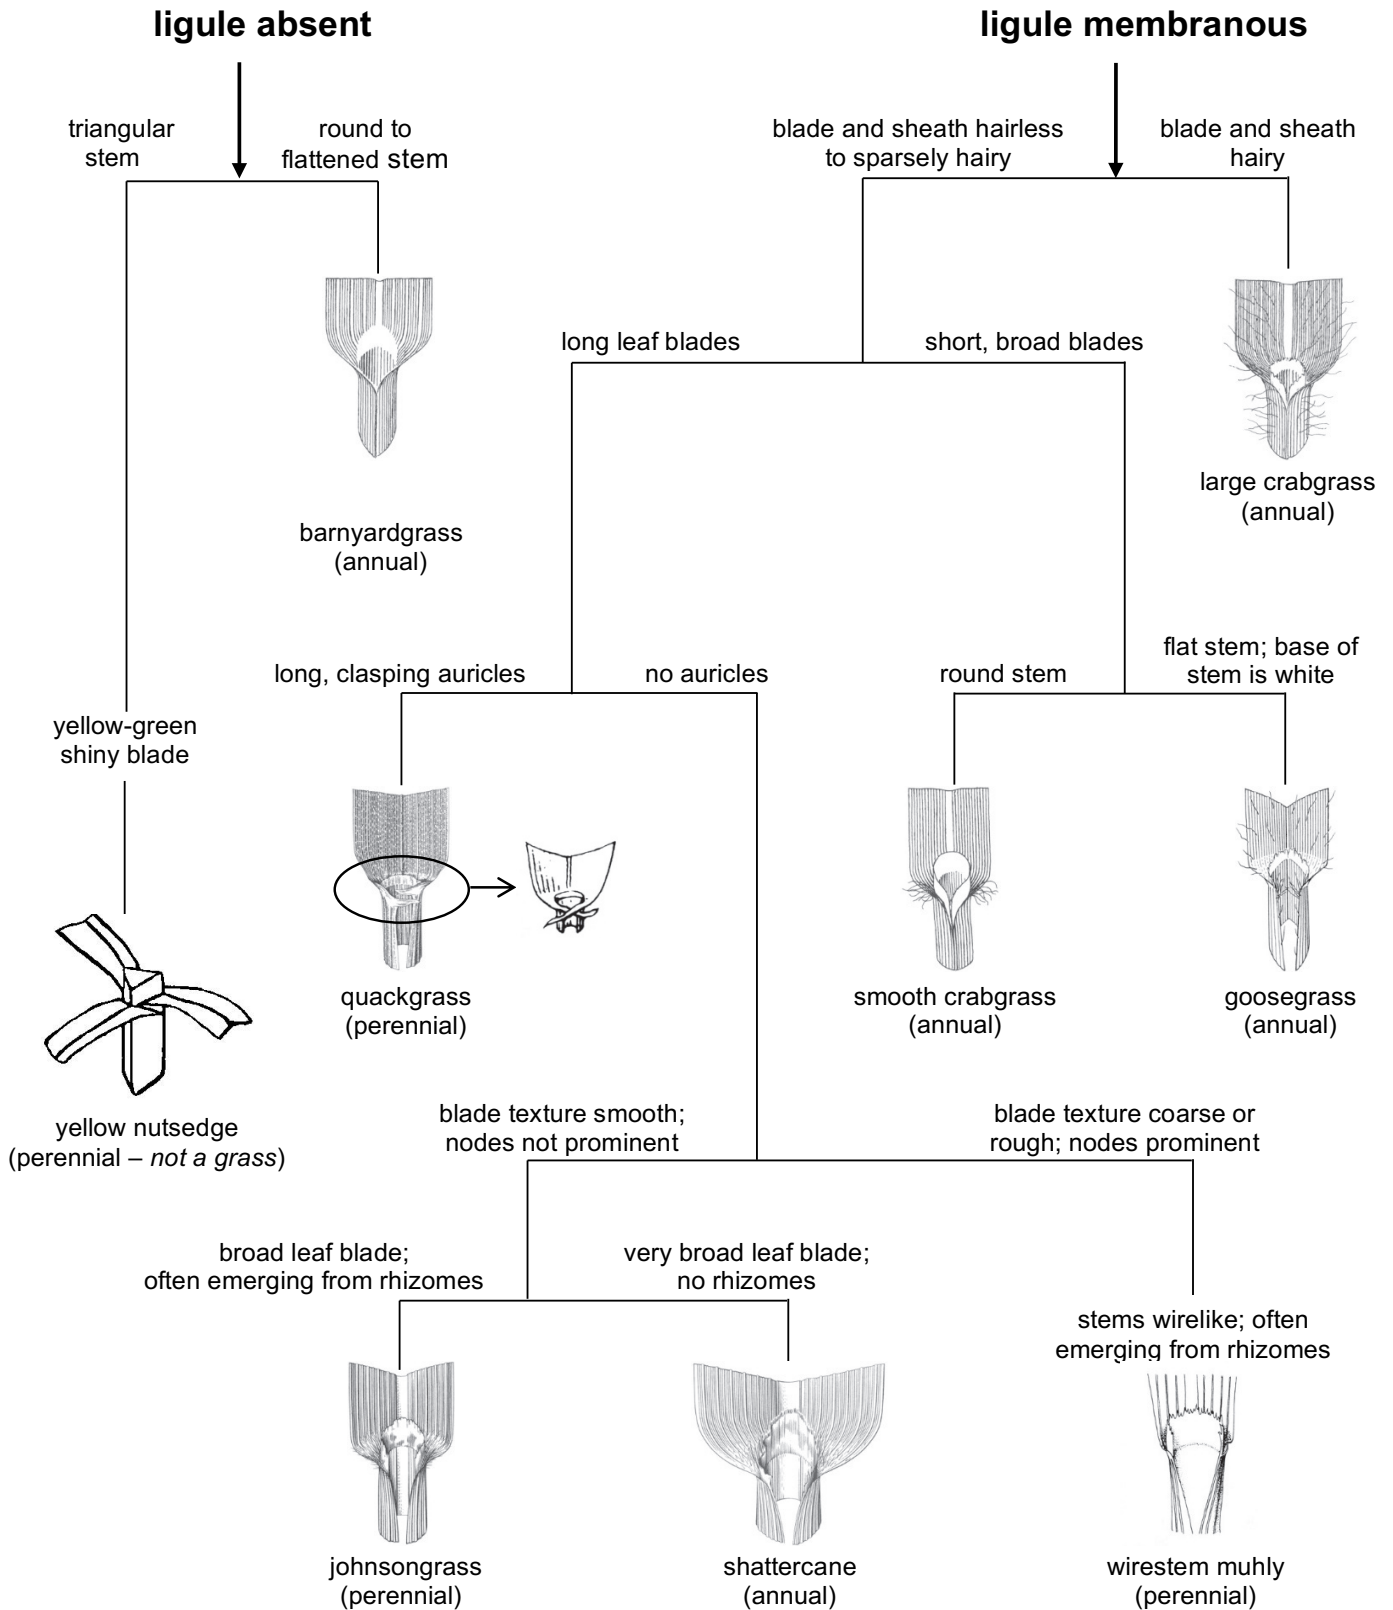 ligule absent
ligule membranous
triangular
stem
round to
flattened stem
blade and sheath hairless
to sparsely hairy
blade and sheath
hairy
long leaf blades
short, broad blades
large crabgrass
(annual)
barnyardgrass
(annual)
long, clasping auricles
no auricles
round stem
flat stem; base of
stem is white
yellow-green
shiny blade
quackgrass
(perennial)
smooth crabgrass
(annual)
goosegrass
(annual)
yellow nutsedge
(perennial – not a grass)
blade texture smooth;
nodes not prominent
blade texture coarse or
rough; nodes prominent
broad leaf blade;
often emerging from rhizomes
very broad leaf blade;
no rhizomes
stems wirelike; often
emerging from rhizomes
johnsongrass
(perennial)
shattercane
(annual)
wirestem muhly
(perennial)